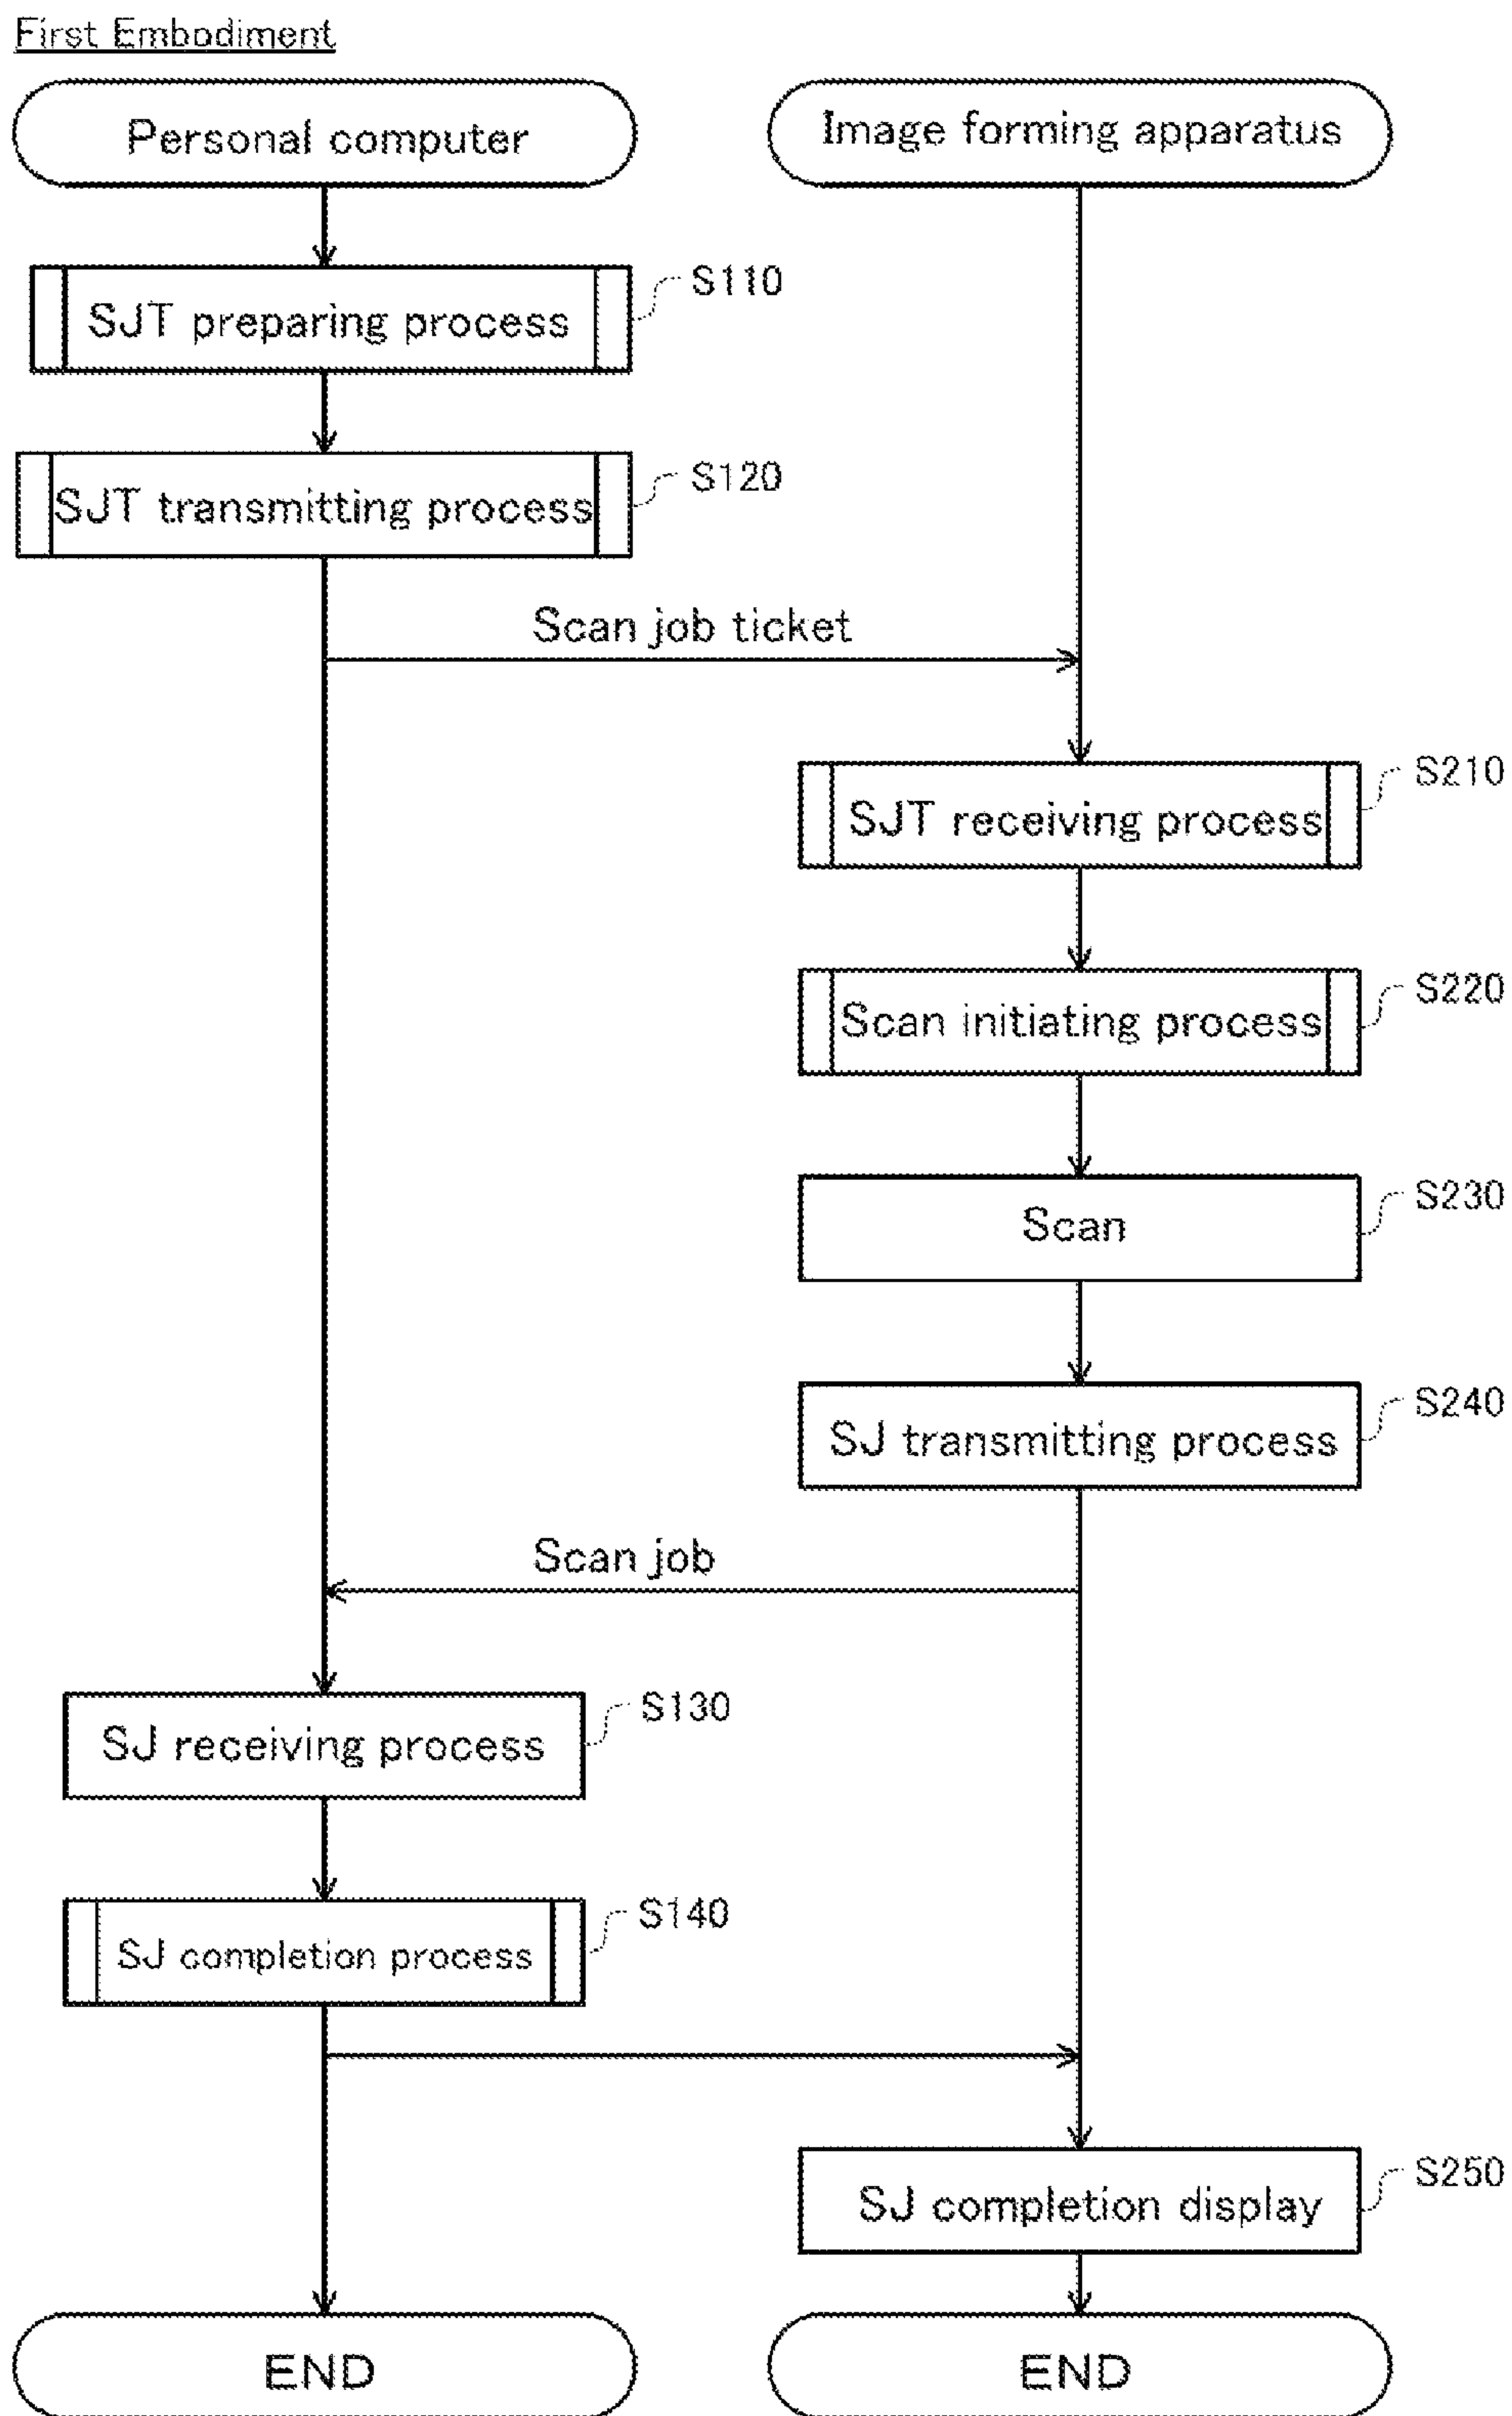 First Embodiment
Personal computer
Image forming apparatus
SJT preparing process
S110
SJT transmitting process
S120
Scan job ticket
SJT receiving process
S210
Scan initiating process
S220
Scan
S230
SJ transmitting process
S240
Scan job
SJ receiving process
S130
SJ completion process
S140
SJ completion display
S250
END
END